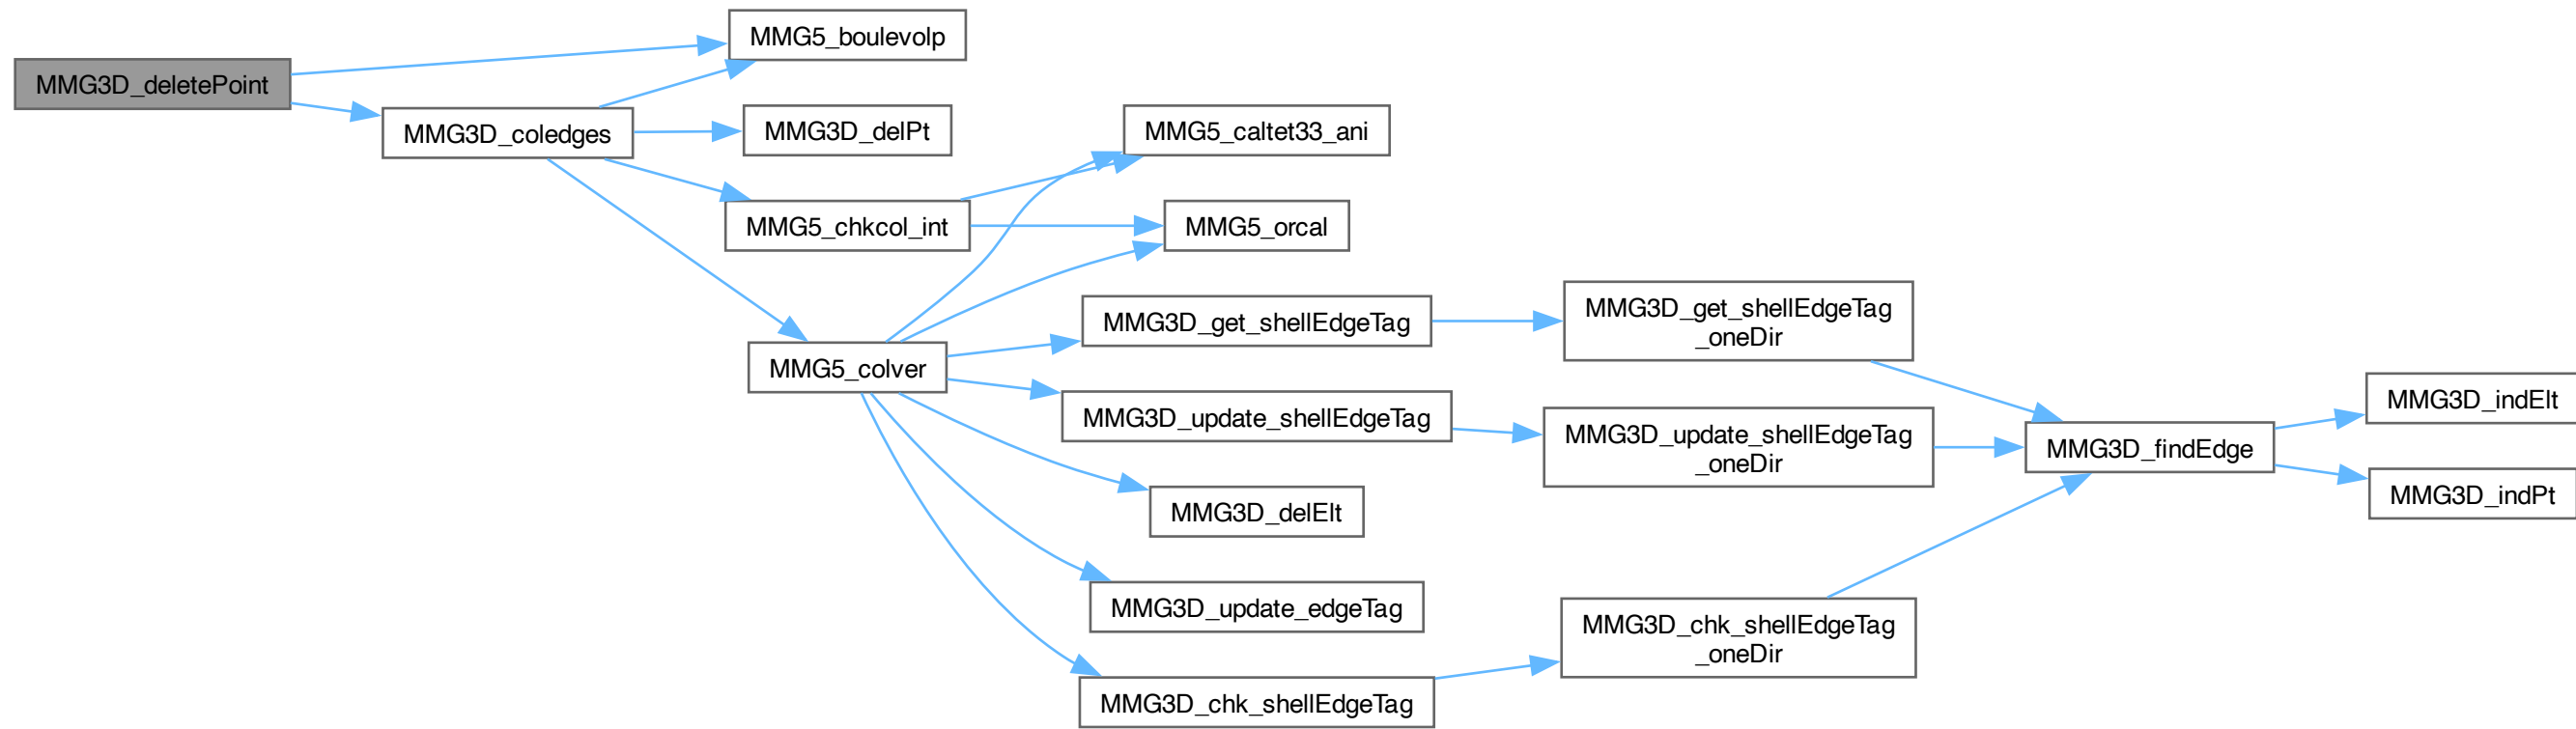 MMG3D_deletePoint
MMG5_boulevolp
MMG3D_coledges
MMG3D_delPt
MMG5_chkcol_int
MMG5_colver
MMG5_caltet33_ani
MMG5_orcal
MMG3D_get_shellEdgeTag
MMG3D_update_shellEdgeTag
MMG3D_delElt
MMG3D_update_edgeTag
MMG3D_chk_shellEdgeTag
MMG3D_get_shellEdgeTag
_oneDir
MMG3D_update_shellEdgeTag
_oneDir
MMG3D_chk_shellEdgeTag
_oneDir
MMG3D_findEdge
MMG3D_indElt
MMG3D_indPt